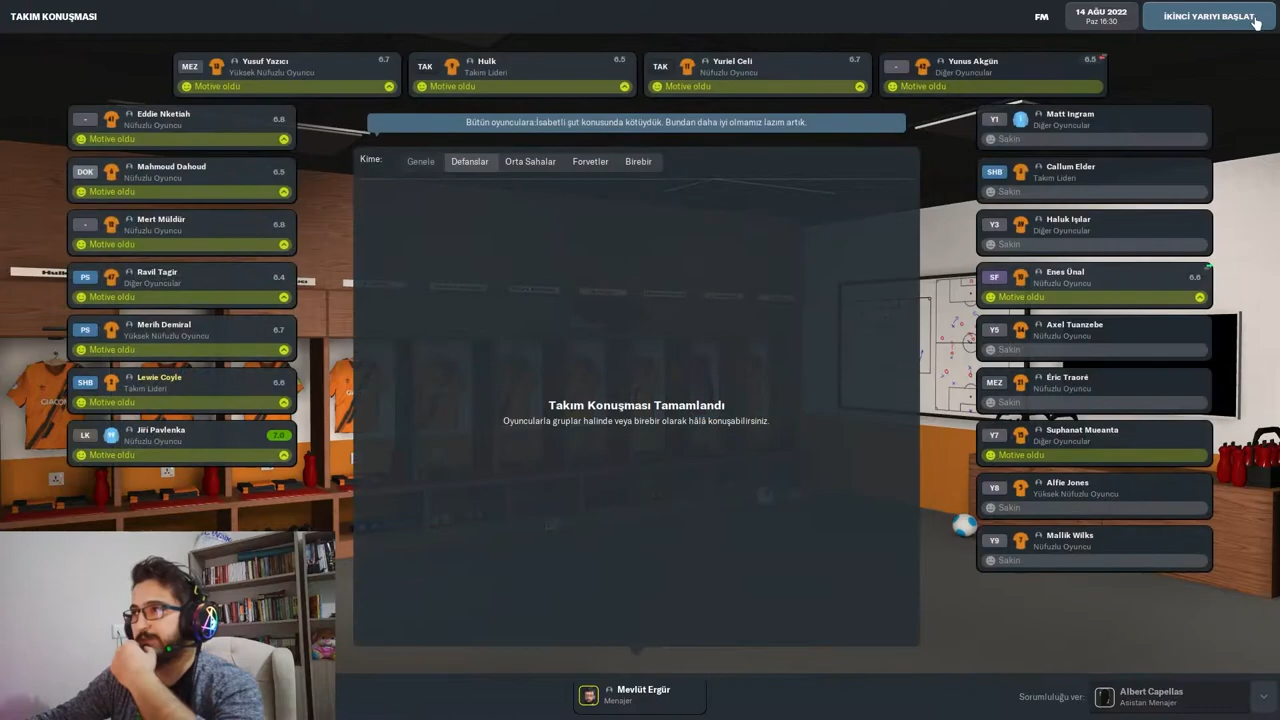 TAKIM KONUŞMASI
FM
14 AĞU 2022
Paz 16:30
İKİNCİ YARIYI BAŞLAT
MEZ
Yusuf Yazıcı
6.7
Yüksek Nüfuzlu Oyuncu
Motive oldu
TAK
Hulk
6.5
Takım Lideri
Motive oldu
TAK
Yuriel Celi
6.7
Nüfuzlu Oyuncu
Motive oldu
-
Yunus Akgün
6.5
Diğer Oyuncular
Motive oldu
-
Eddie Nketiah
6.8
Nüfuzlu Oyuncu
Motive oldu
DOK
Mahmoud Dahoud
6.5
Nüfuzlu Oyuncu
Motive oldu
-
Mert Müldür
6.8
Nüfuzlu Oyuncu
Motive oldu
PS
Ravil Tagir
6.4
Diğer Oyuncular
Motive oldu
PS
Merih Demiral
6.7
Yüksek Nüfuzlu Oyuncu
Motive oldu
SHB
Lewie Coyle
6.6
Takım Lideri
Motive oldu
LK
Jiří Pavlenka
7.0
Nüfuzlu Oyuncu
Motive oldu
Bütün oyunculara:İsabetli şut konusunda kötüydük. Bundan daha iyi olmamız lazım artık.
Kime:
Genele
Defanslar
Orta Sahalar
Forvetler
Birebir
Takım Konuşması Tamamlandı
Oyuncularla gruplar halinde veya birebir olarak hâlâ konuşabilirsiniz.
Y1
Matt Ingram
Diğer Oyuncular
Sakin
SHB
Callum Elder
Takım Lideri
Sakin
Y3
Haluk Işılar
Diğer Oyuncular
Sakin
SF
Enes Ünal
6.6
Nüfuzlu Oyuncu
Motive oldu
Y5
Axel Tuanzebe
Nüfuzlu Oyuncu
Sakin
MEZ
Éric Traoré
Nüfuzlu Oyuncu
Sakin
Y7
Suphanat Mueanta
Diğer Oyuncular
Motive oldu
Y8
Alfie Jones
Yüksek Nüfuzlu Oyuncu
Sakin
Y9
Mallik Wilks
Nüfuzlu Oyuncu
Sakin
Mevlüt Ergür
Menajer
Sorumluluğu ver:
Albert Capellas
Asistan Menajer